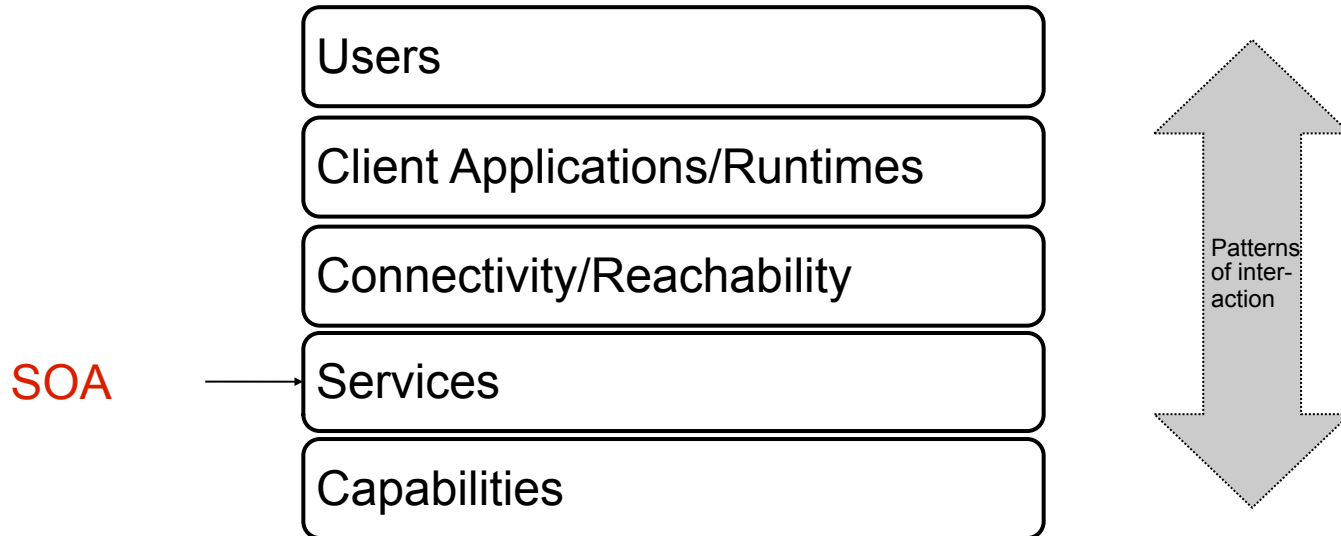 Users
Client Applications/Runtimes
Connectivity/Reachability
SOA
Services
Capabilities
Patterns
of inter-
action